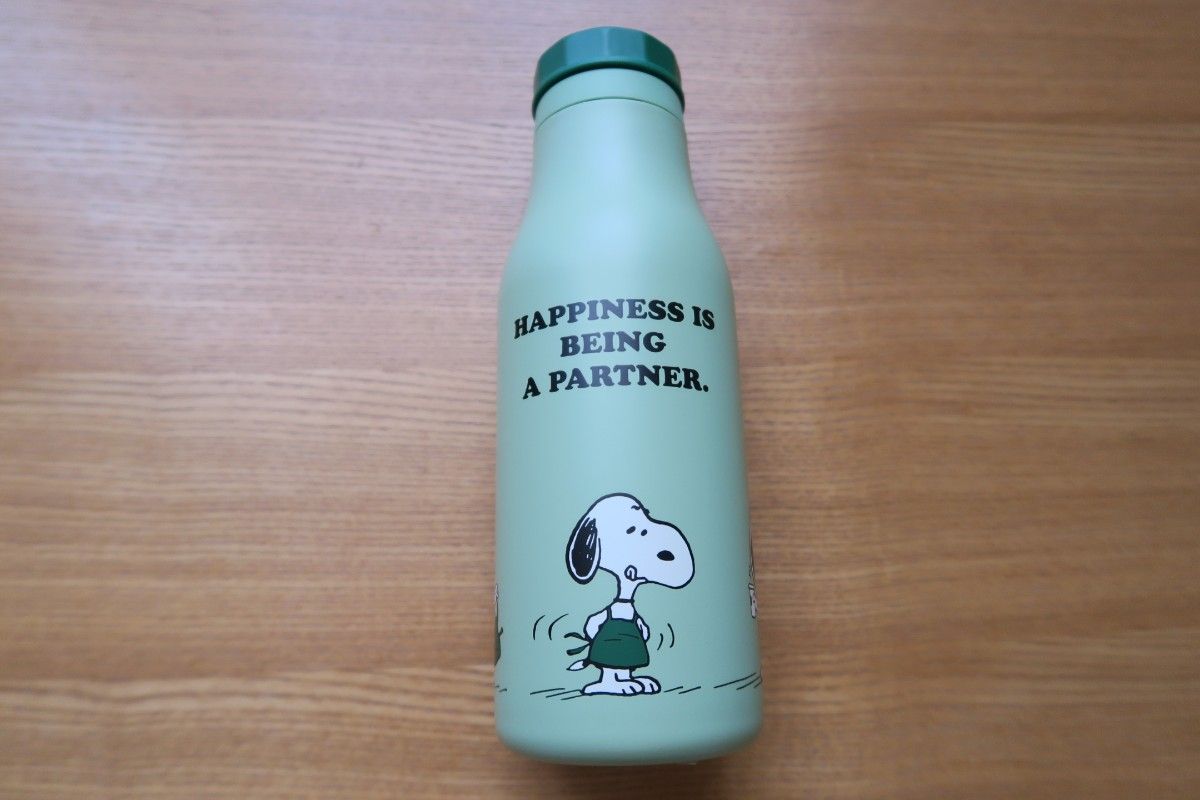 HAPPINESS IS
BEING
A PARTNER.